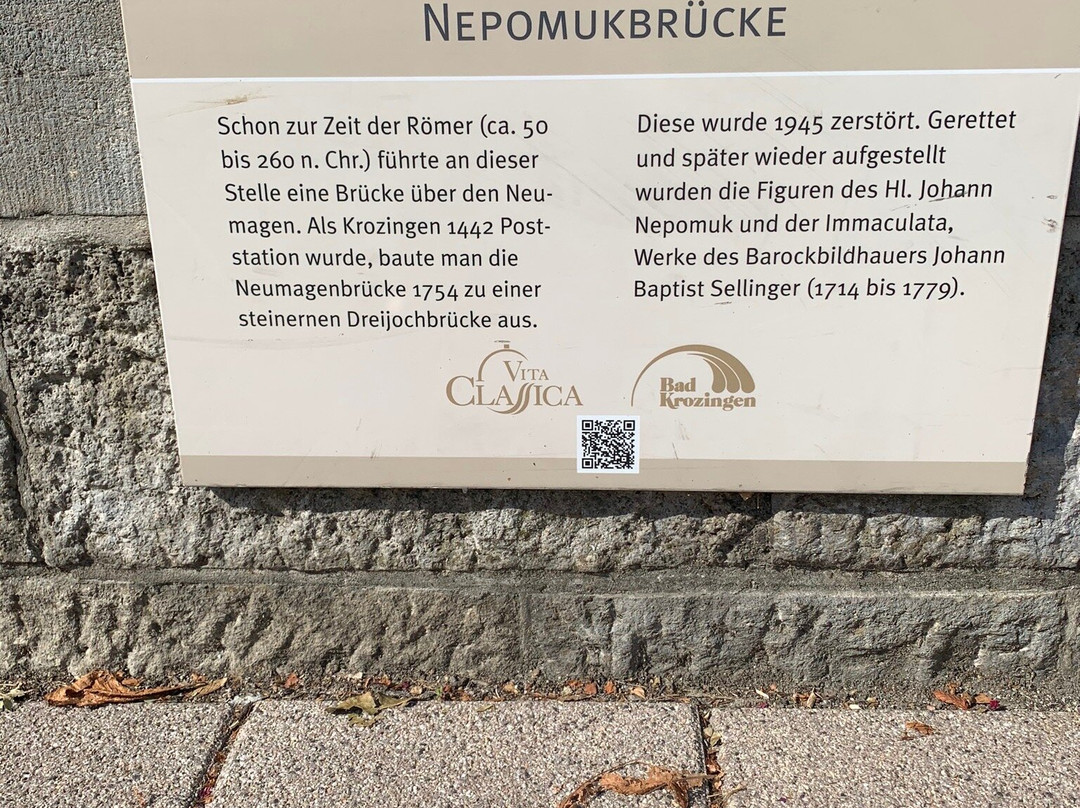 NEPOMUKBRÜCKE
Schon zur Zeit der Römer (ca. 50
bis 260 n. Chr.) führte an dieser
Stelle eine Brücke über den Neu-
magen. Als Krozingen 1442 Post-
station wurde, baute man die
Neumagenbrücke 1754 zu einer
steinernen Dreijochbrücke aus.
Diese wurde 1945 zerstört. Gerettet
und später wieder aufgestellt
wurden die Figuren des Hl. Johann
Nepomuk und der Immaculata,
Werke des Barockbildhauers Johann
Baptist Sellinger (1714 bis 1779).
VITA
CLASSICA
Bad
Krozingen